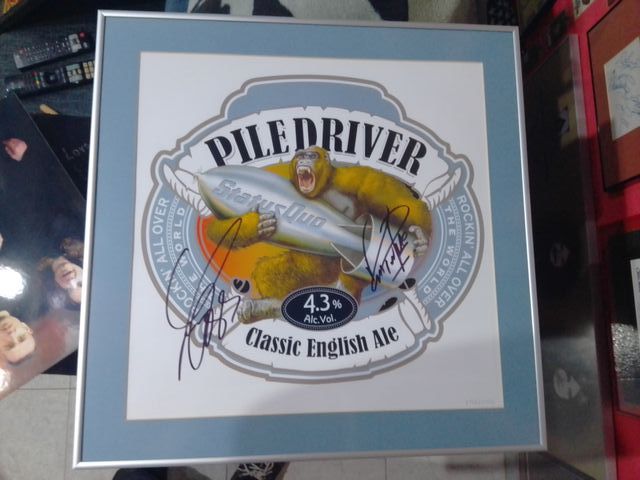 PILEDRIVER
Status Quo
ROCKIN' ALL OVER
THE WORLD
ROCKIN' ALL OVER
THE WORLD
4.3%
Alc. Vol.
Classic English Ale